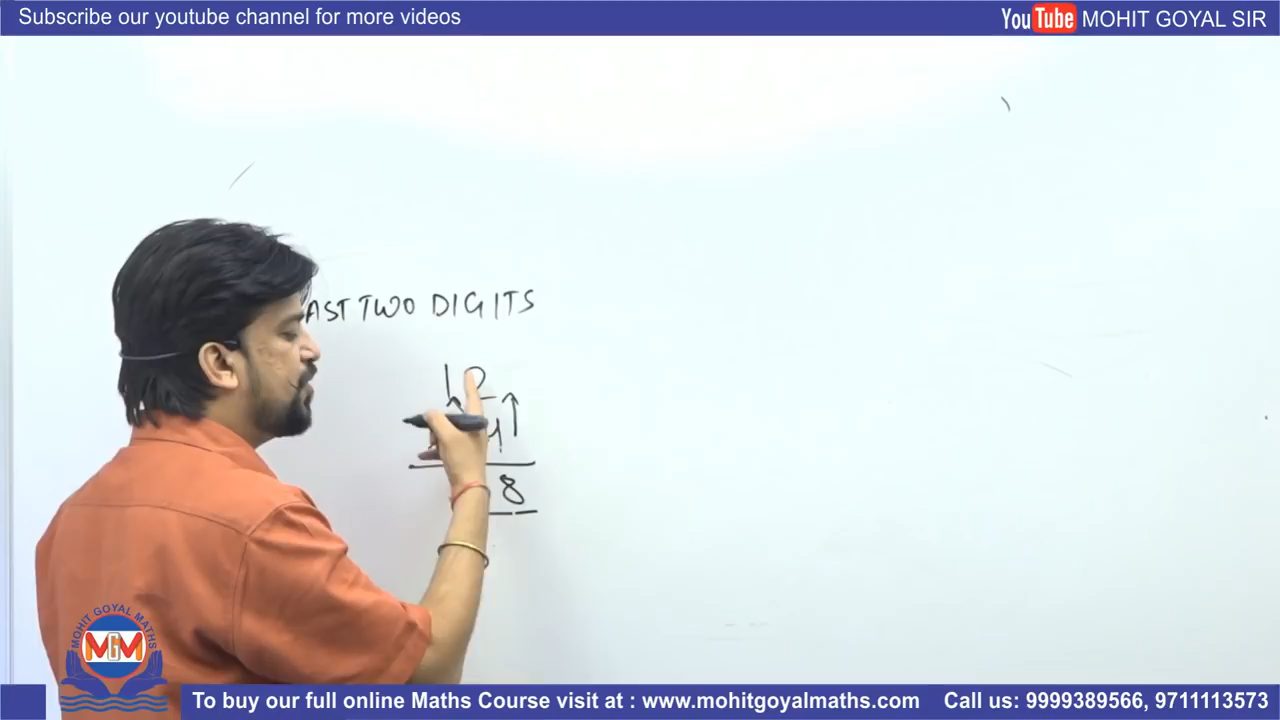 Subscribe our youtube channel for more videos
YouTube MOHIT GOYAL SIR
AST TWO DIGITS
12
4
8
MOHIT GOYAL MATHS
MGM
To buy our full online Maths Course visit at : www.mohitgoyalmaths.com Call us: 9999389566, 9711113573